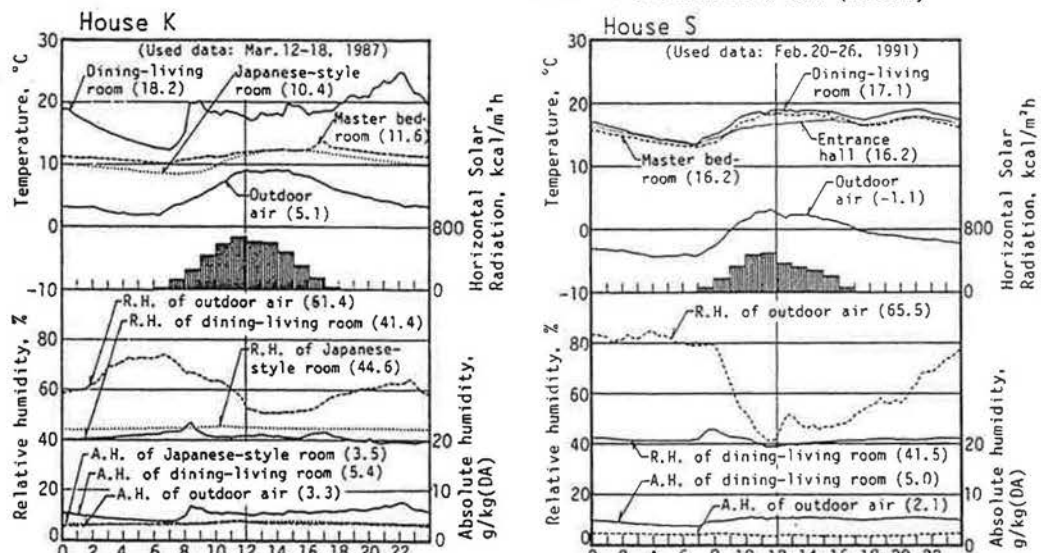 House K
30
20
10
0
-10
Temperature, °C
(Used data: Mar.12-18, 1987)
Dining-living
room (18.2)
Japanese-style
room (10.4)
Master bed-
room (11.6)
Outdoor
air (5.1)
800
0
Horizontal Solar
Radiation, kcal/m²h
R.H. of outdoor air (61.4)
R.H. of dining-living room (41.4)
R.H. of Japanese-
style room (44.6)
80
60
40
20
0
Relative humidity, %
A.H. of Japanese-style room (3.5)
A.H. of dining-living room (5.4)
A.H. of outdoor air (3.3)
20
10
0
Absolute humidity,
g/kg(DA)
0 2 4 6 8 10 12 14 16 18 20 22
House S
30
20
10
0
-10
Temperature, °C
(Used data: Feb.20-26, 1991)
Dining-living
room (17.1)
Entrance
hall (16.2)
Master bed-
room (16.2)
Outdoor
air (-1.1)
800
0
Horizontal Solar
Radiation, kcal/m²h
R.H. of outdoor air (65.5)
80
60
40
20
0
Relative humidity, %
R.H. of dining-living room (41.5)
A.H. of dining-living room (5.0)
A.H. of outdoor air (2.1)
20
10
0
Absolute humidity,
g/kg(DA)